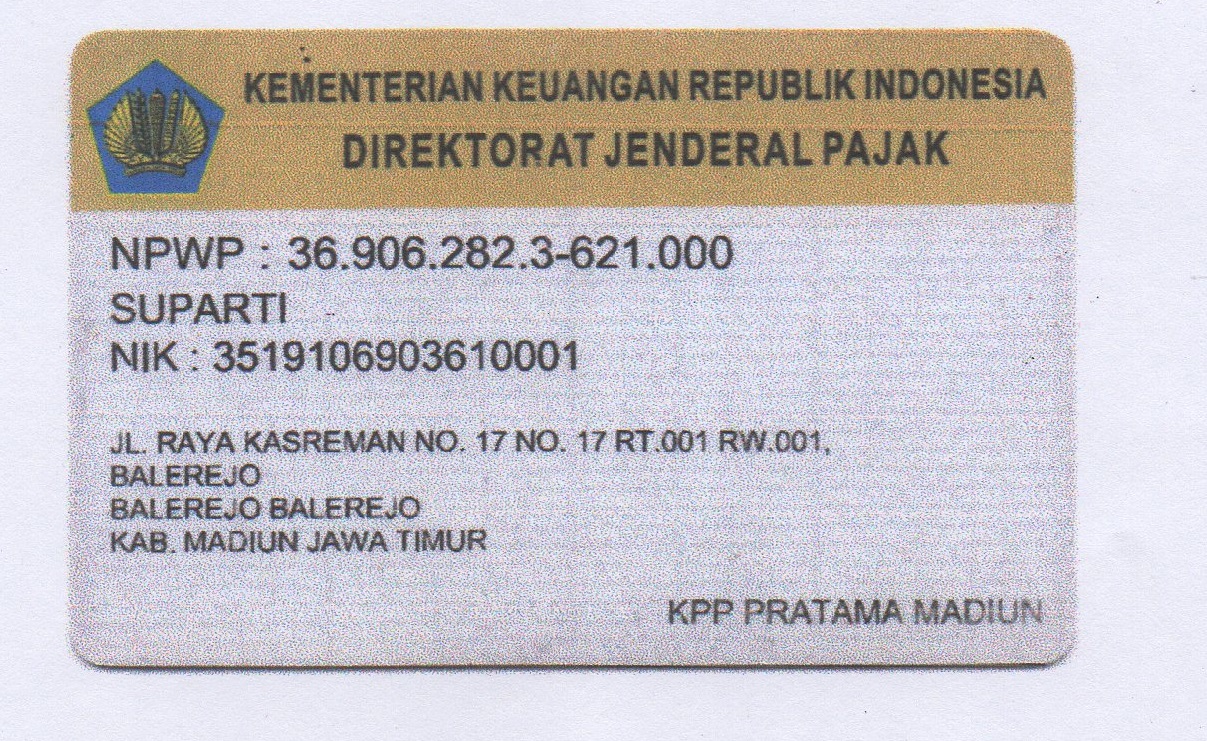 KEMENTERIAN KEUANGAN REPUBLIK INDONESIA
DIREKTORAT JENDERAL PAJAK
NPWP : 36.906.282.3-621.000
SUPARTI
NIK : 3519106903610001
JL. RAYA KASREMAN NO. 17 NO. 17 RT.001 RW.001,
BALEREJO
BALEREJO BALEREJO
KAB. MADIUN JAWA TIMUR
KPP PRATAMA MADIUN